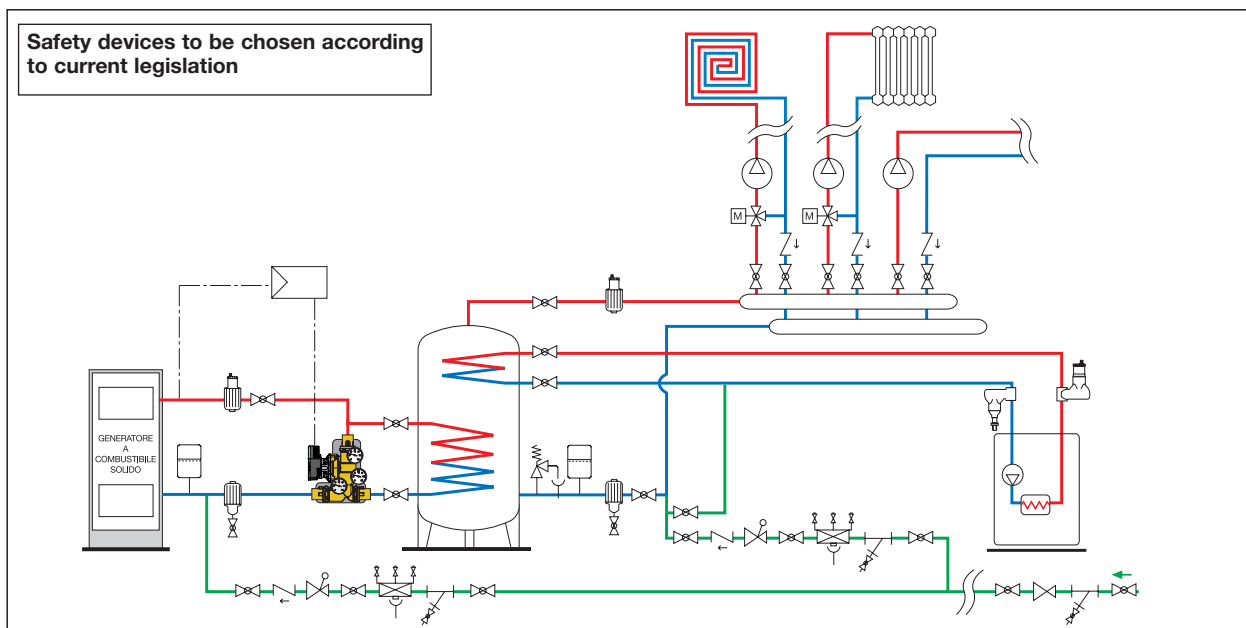 Safety devices to be chosen according
to current legislation
M
M
GENERATORE
A
COMBUSTIBILE
SOLIDO